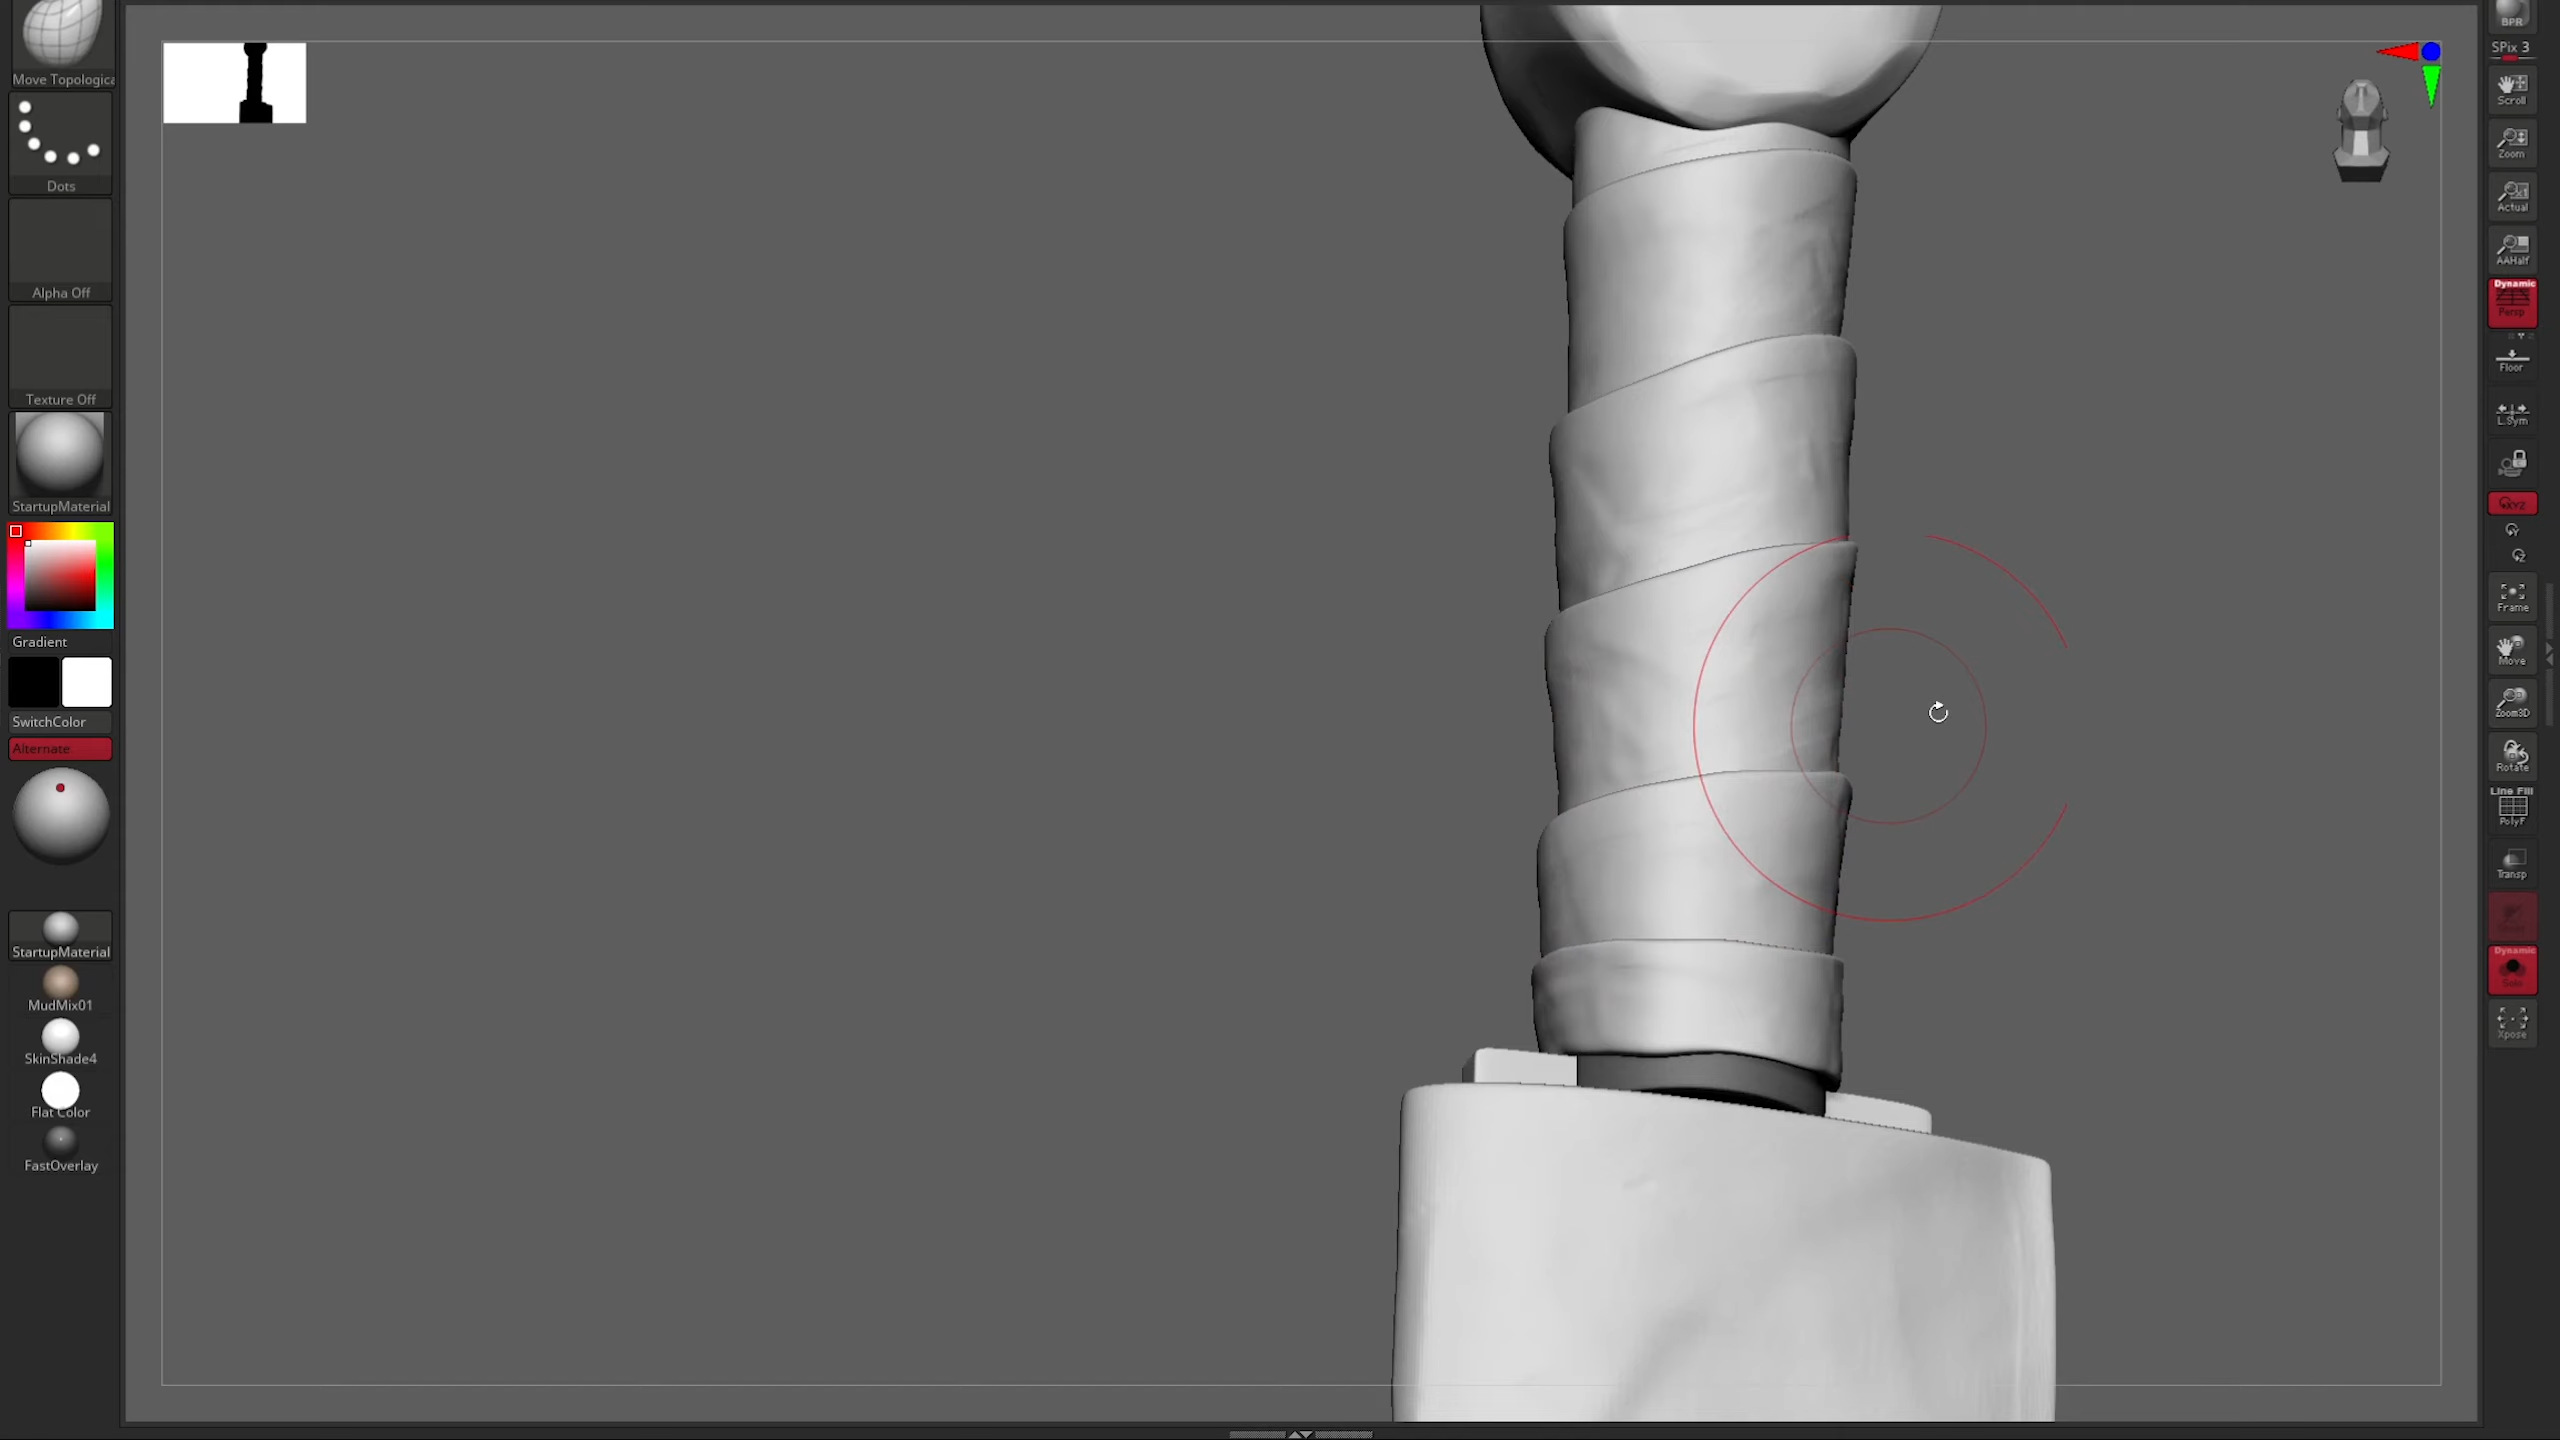 Move Topologica
Dots
Alpha Off
Texture Off
StartupMaterial
Gradient
SwitchColor
Alternate
StartupMaterial
MudMix01
SkinShade4
Flat Color
FastOverlay
BPR
SPix 3
Scroll
Zoom
Actual
AAHalf
Dynamic
Persp
Floor
L.Sym
XYZ
Frame
Move
Zoom3D
Rotate
Line Fill
PolyF
Transp
Dynamic
Solo
Xpose